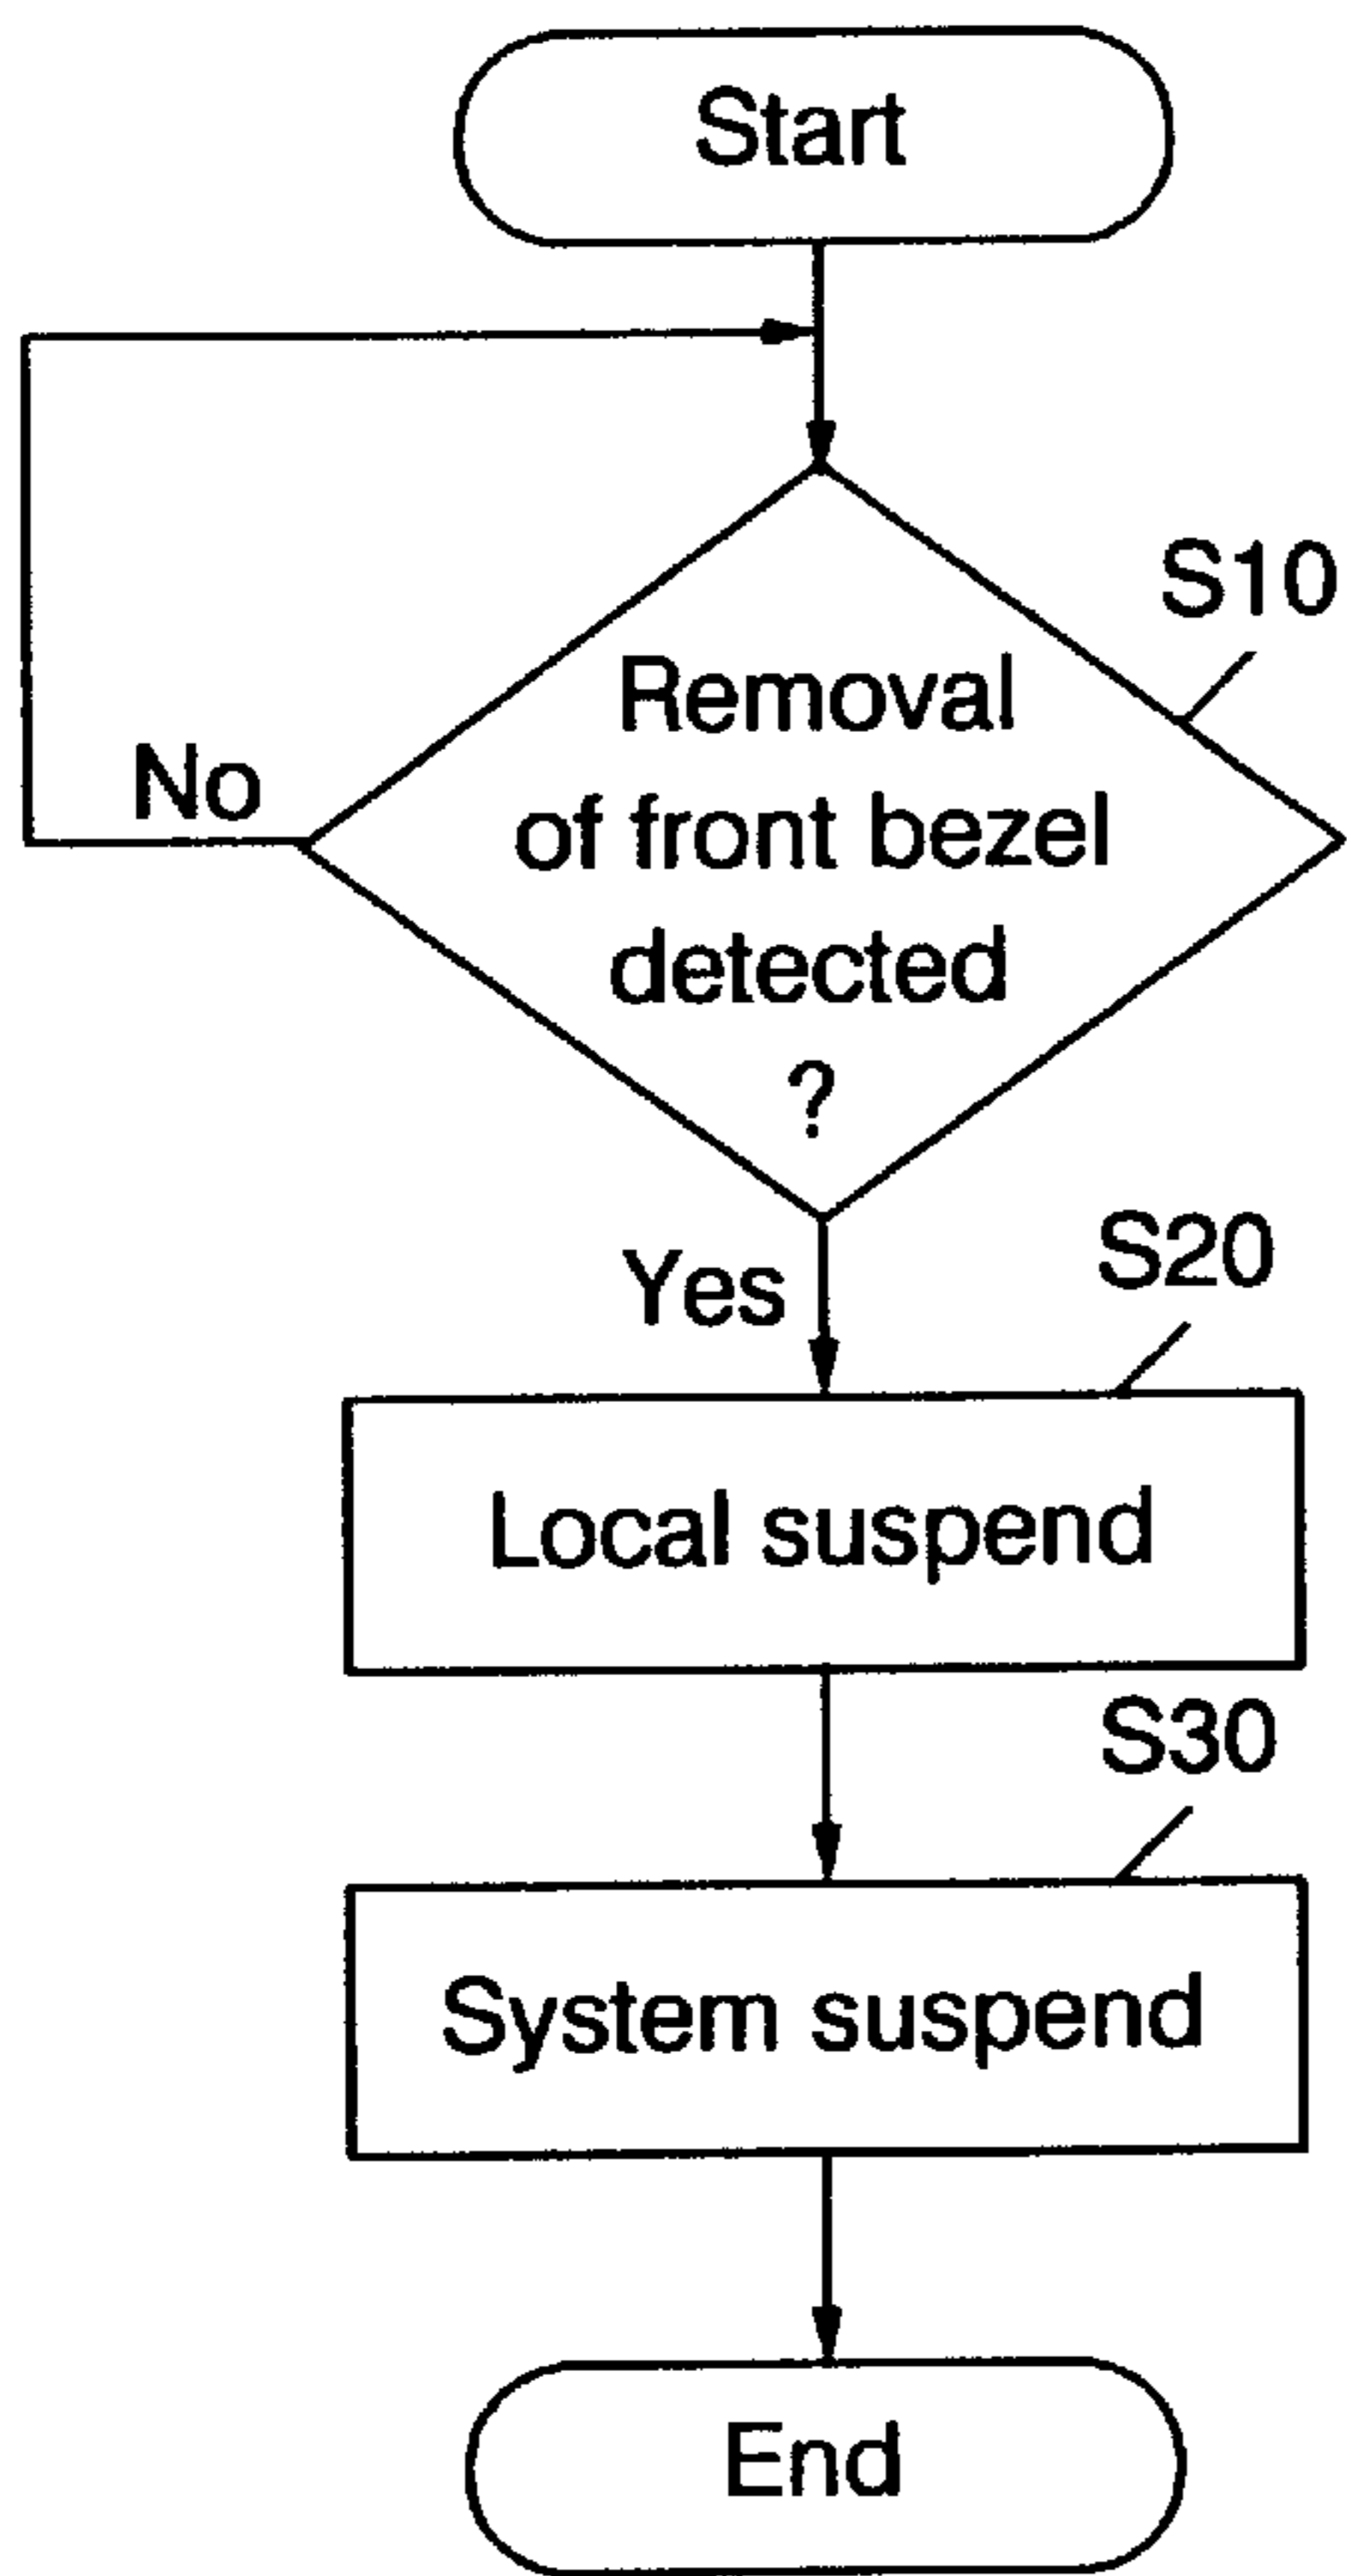 Start
S10
Removal
of front bezel
detected
?
No
Yes
S20
Local suspend
S30
System suspend
End